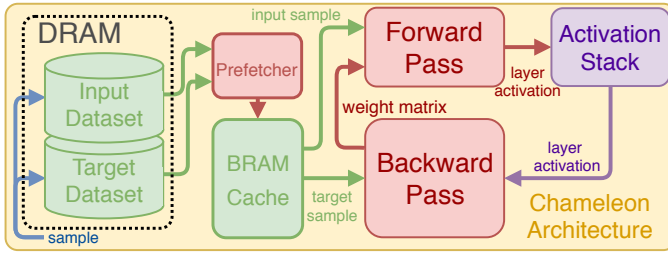 DRAM
Input
Dataset
Target
Dataset
sample
Prefetcher
BRAM
Cache
input sample
target
sample
Forward
Pass
weight matrix
Backward
Pass
layer
activation
Activation
Stack
layer
activation
Chameleon
Architecture